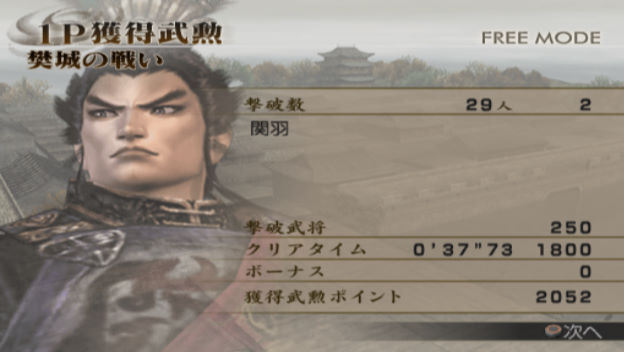 1P獲得武勲
樊城の戦い
FREE MODE
撃破数 29人 2
関羽
撃破武将 250
クリアタイム 0'37"73 1800
ボーナス 0
獲得武勲ポイント 2052
次へ